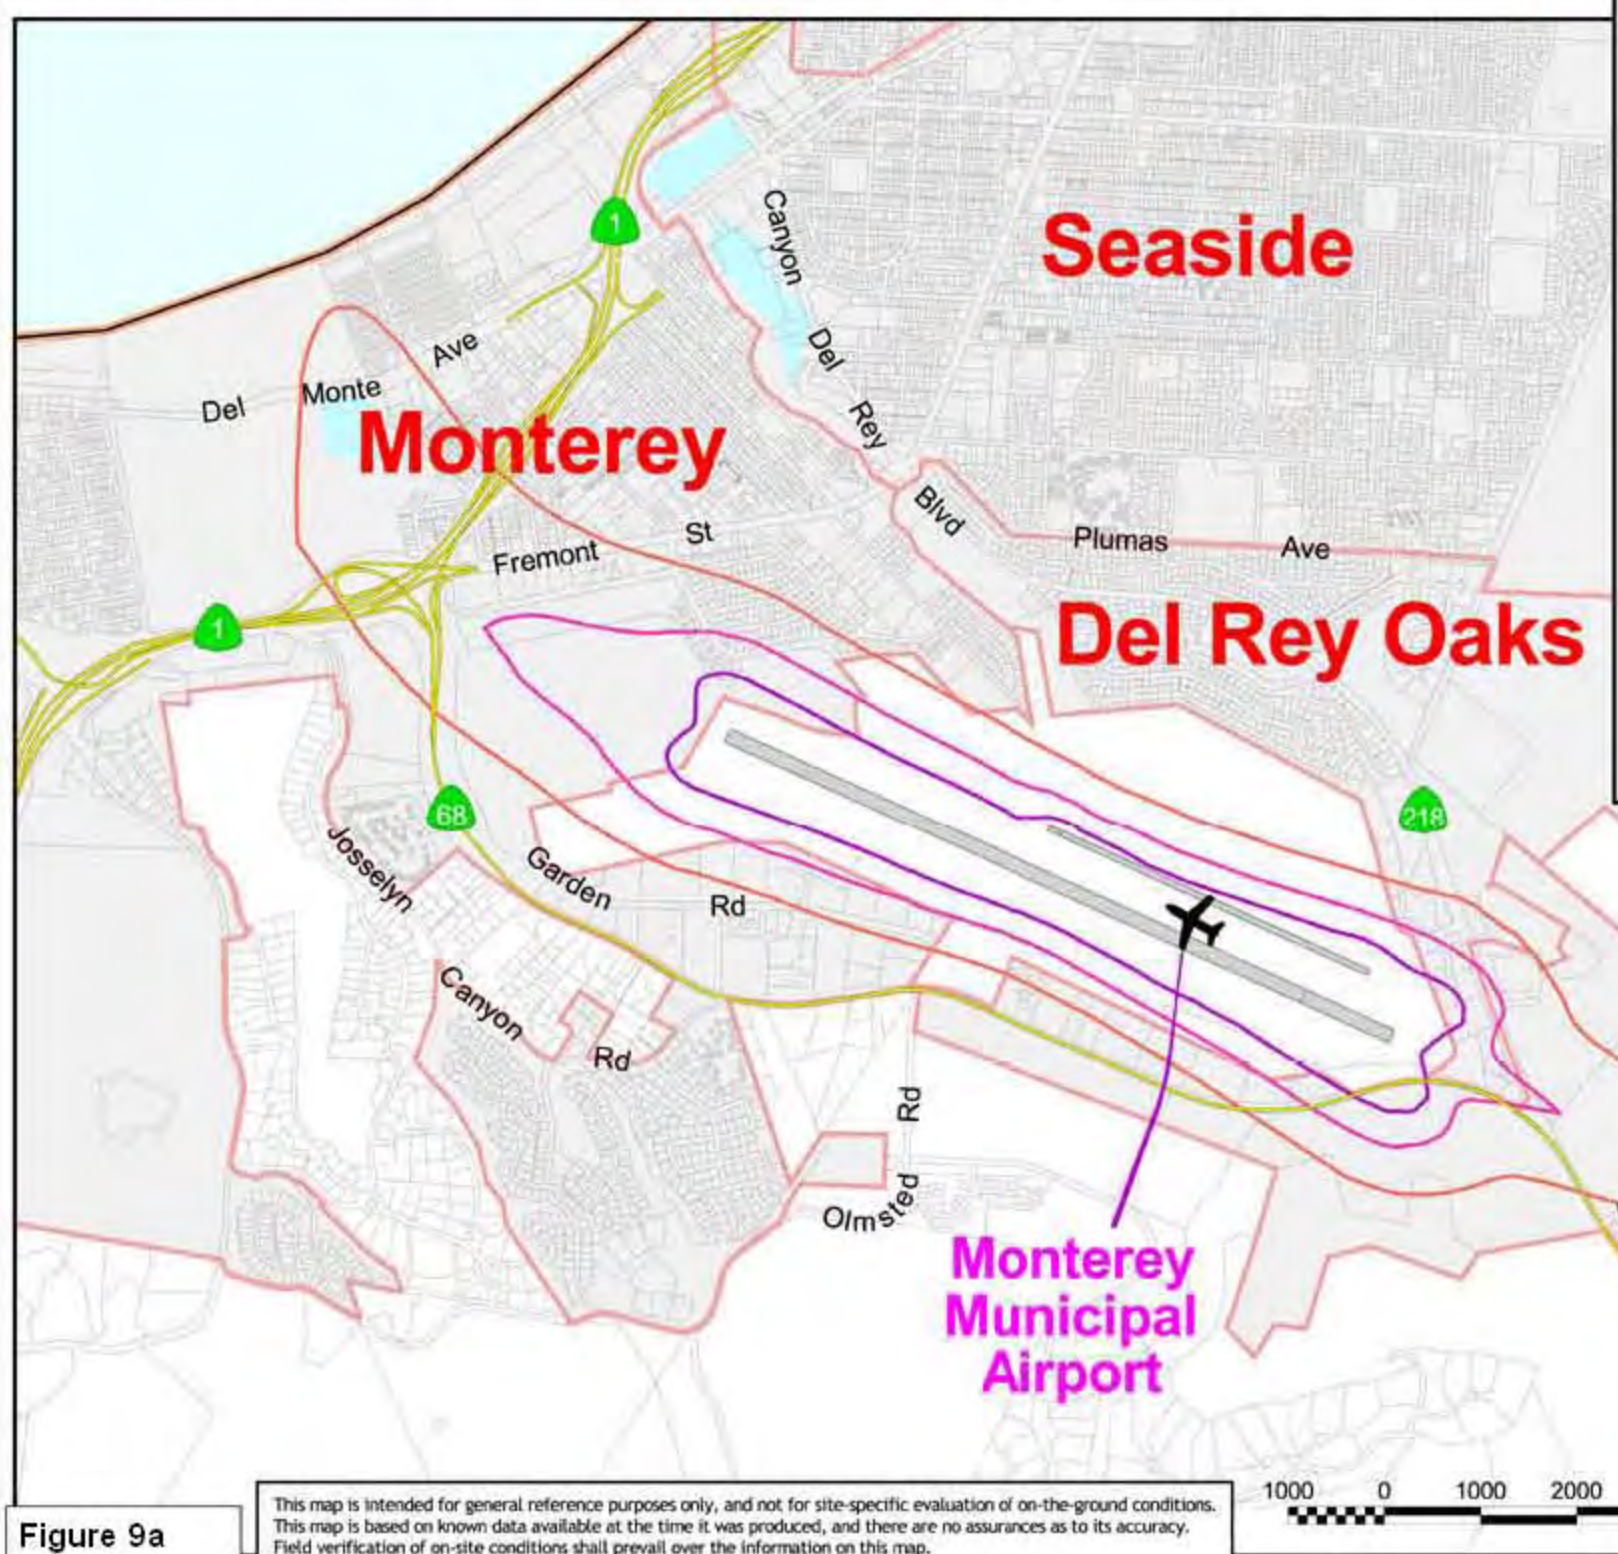 Seaside
1
Canyon
Del
Rey
Blvd
Del
Monte
Ave
Monterey
Fremont
St
Plumas
Ave
Del Rey Oaks
1
68
218
Josselyn
Canyon
Rd
Garden
Rd
Olmsted
Rd
Monterey
Municipal
Airport
1000 0 1000 2000
Figure 9a
This map is intended for general reference purposes only, and not for site-specific evaluation of on-the-ground conditions.
This map is based on known data available at the time it was produced, and there are no assurances as to its accuracy.
Field verification of on-site conditions shall prevail over the information on this map.